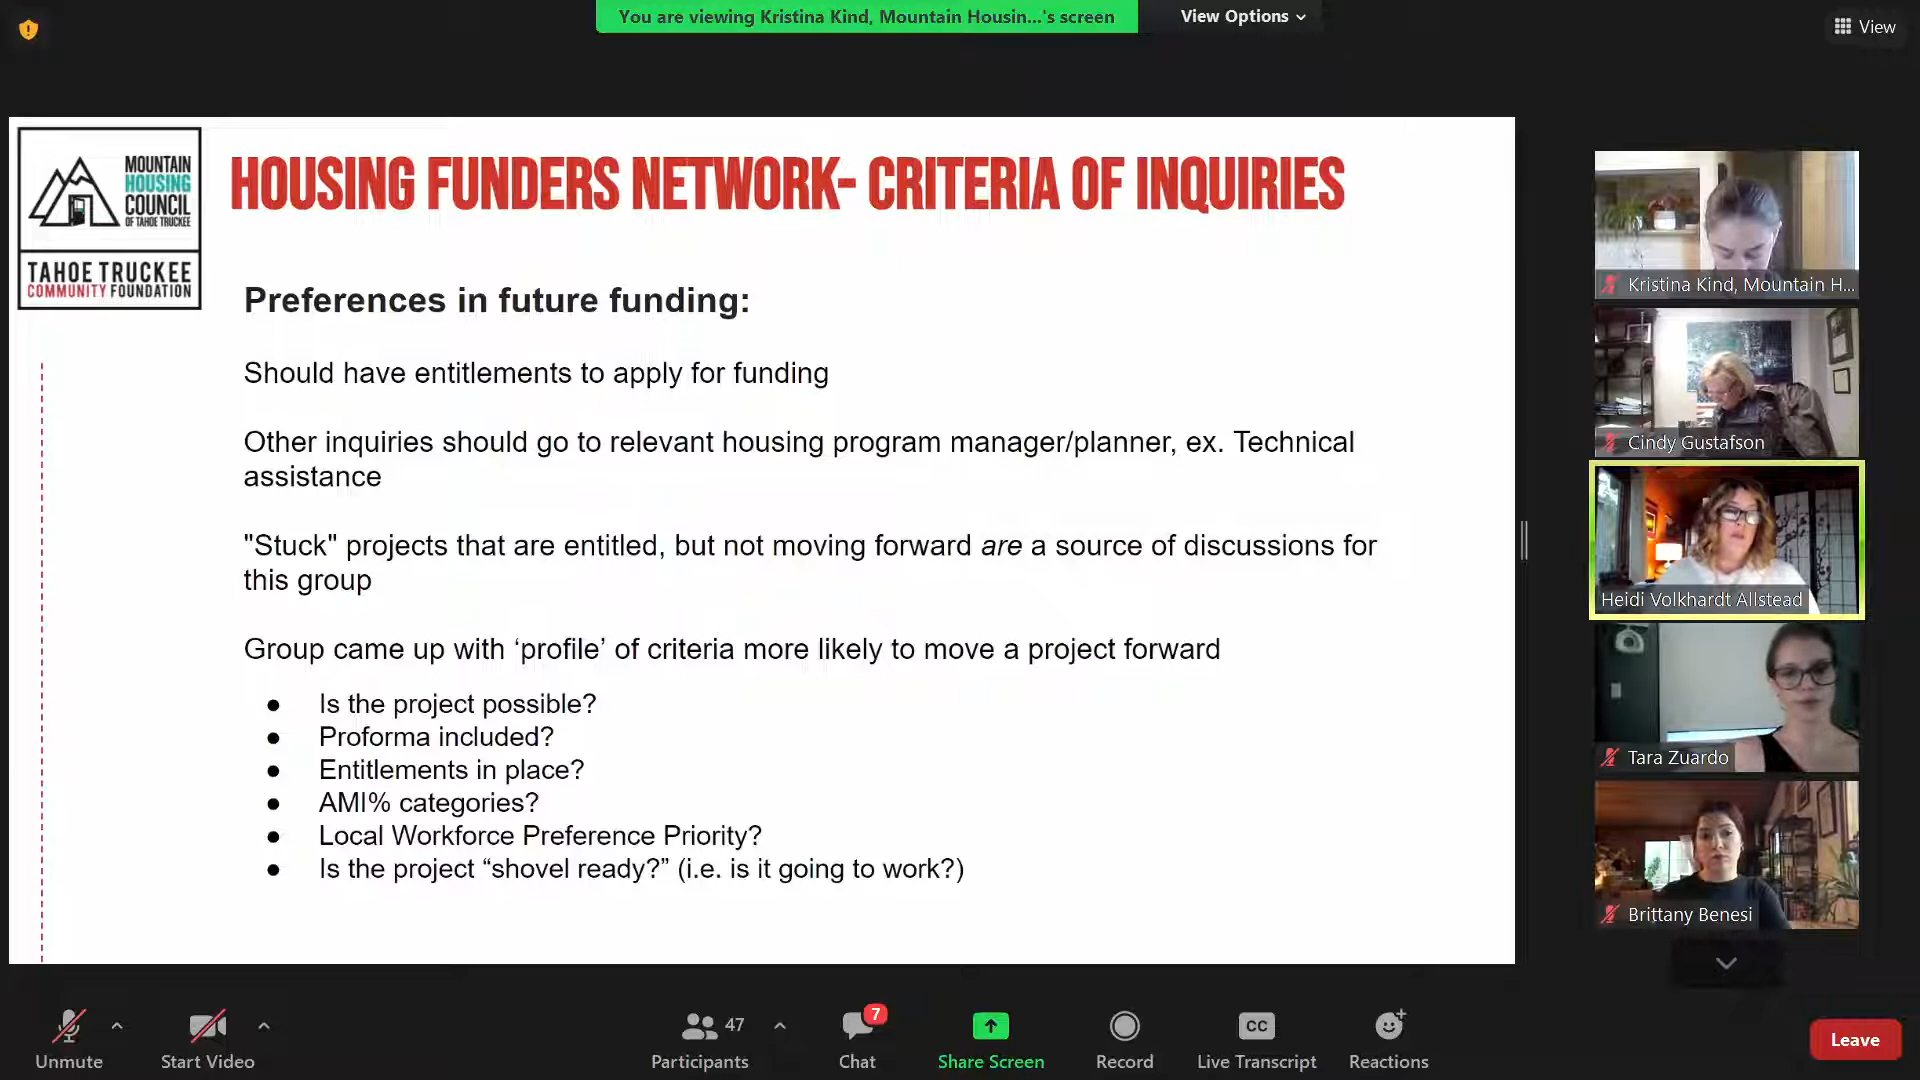 You are viewing Kristina Kind, Mountain Housin...'s screen
View Options
View
MOUNTAIN
HOUSING
COUNCIL
OF TAHOE TRUCKEE
TAHOE TRUCKEE
COMMUNITY FOUNDATION
HOUSING FUNDERS NETWORK- CRITERIA OF INQUIRIES
Preferences in future funding:
Should have entitlements to apply for funding
Other inquiries should go to relevant housing program manager/planner, ex. Technical
assistance
"Stuck" projects that are entitled, but not moving forward are a source of discussions for
this group
Group came up with ‘profile’ of criteria more likely to move a project forward
● Is the project possible?
● Proforma included?
● Entitlements in place?
● AMI% categories?
● Local Workforce Preference Priority?
● Is the project “shovel ready?” (i.e. is it going to work?)
Kristina Kind, Mountain H...
Cindy Gustafson
Heidi Volkhardt Allstead
Tara Zuardo
Brittany Benesi
Unmute
Start Video
47
Participants
7
Chat
Share Screen
Record
CC
Live Transcript
Reactions
Leave